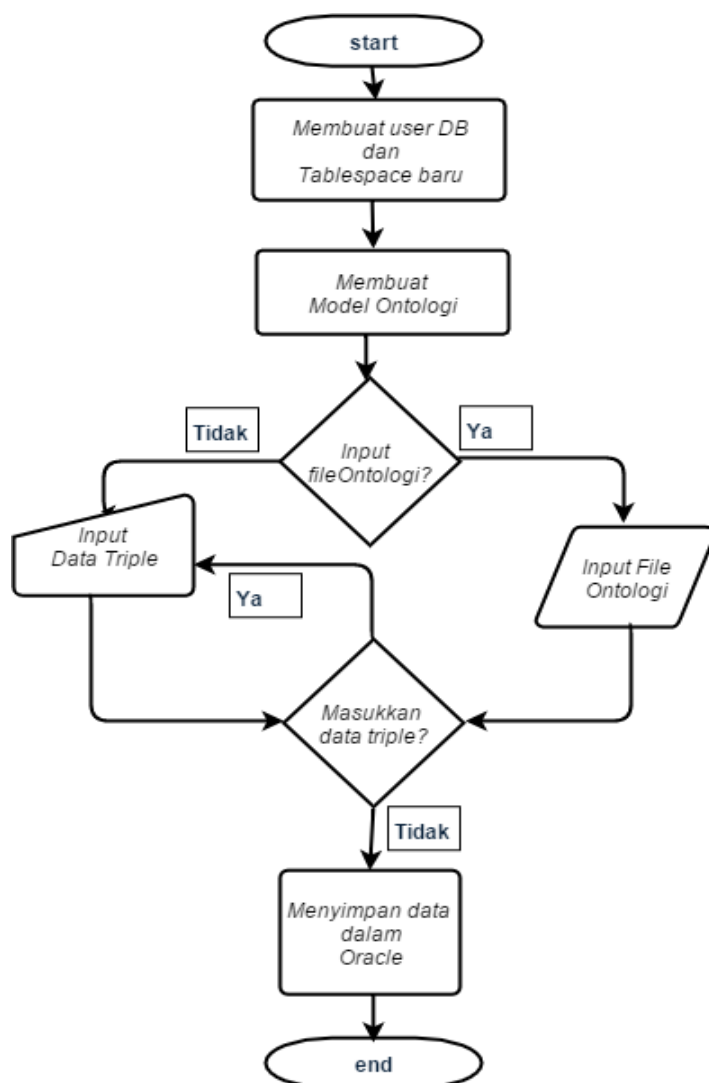 start
Membuat user DB
dan
Tablespace baru
Membuat
Model Ontologi
Tidak
Ya
Input
fileOntologi?
Input
Data Triple
Input File
Ontologi
Ya
Masukkan
data triple?
Tidak
Menyimpan data
dalam
Oracle
end